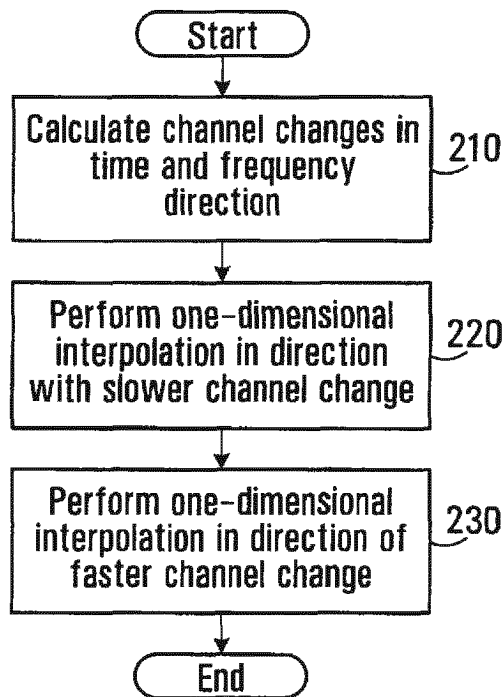 Start
Calculate channel changes in
time and frequency
direction
210
Perform one-dimensional
interpolation in direction
with slower channel change
220
Perform one-dimensional
interpolation in direction of
faster channel change
230
End